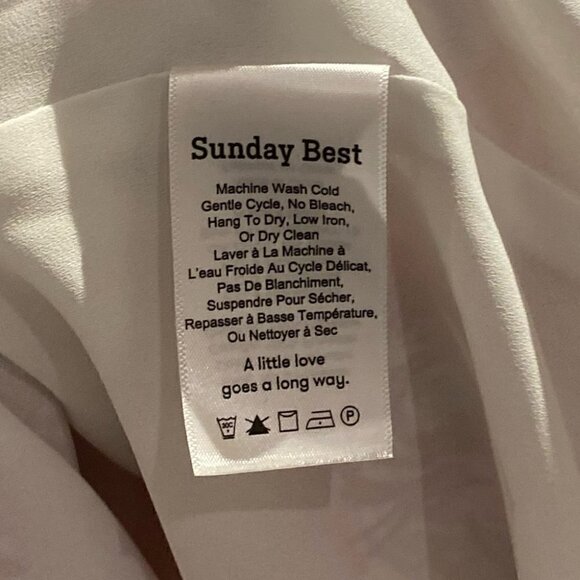 Sunday Best
Machine Wash Cold
Gentle Cycle, No Bleach,
Hang To Dry, Low Iron,
Or Dry Clean
Laver à La Machine à
L'eau Froide Au Cycle Délicat,
Pas De Blanchiment,
Suspendre Pour Sécher,
Repasser à Basse Température,
Ou Nettoyer à Sec
A little love
goes a long way.
30C P